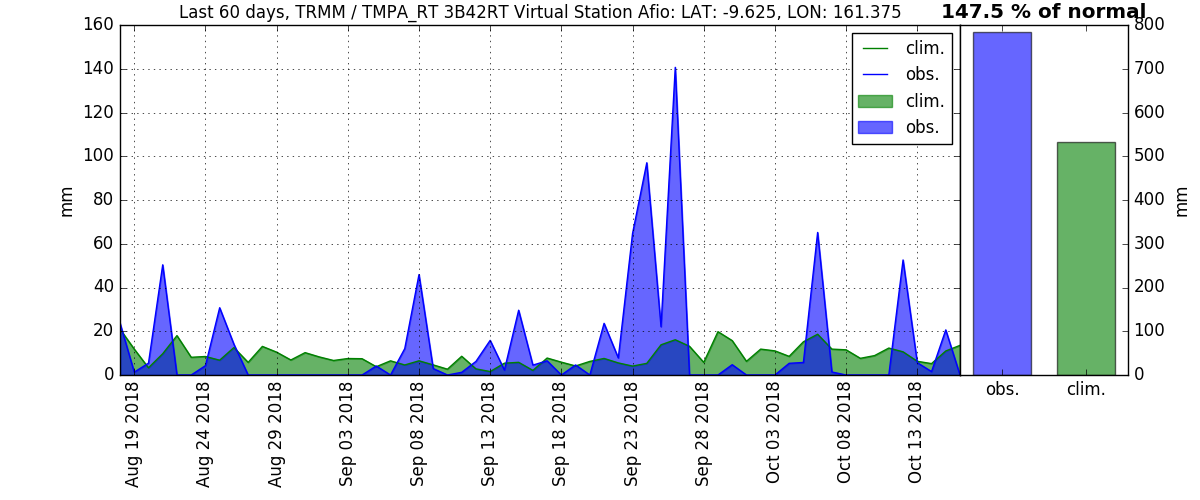 Last 60 days, TRMM / TMPA_RT 3B42RT Virtual Station Afio: LAT: -9.625, LON: 161.375
147.5 % of normal
160
140
120
100
80
60
40
20
0
mm
clim.
obs.
clim.
obs.
Aug 19 2018
Aug 24 2018
Aug 29 2018
Sep 03 2018
Sep 08 2018
Sep 13 2018
Sep 18 2018
Sep 23 2018
Sep 28 2018
Oct 03 2018
Oct 08 2018
Oct 13 2018
800
700
600
500
400
300
200
100
0
mm
obs.
clim.